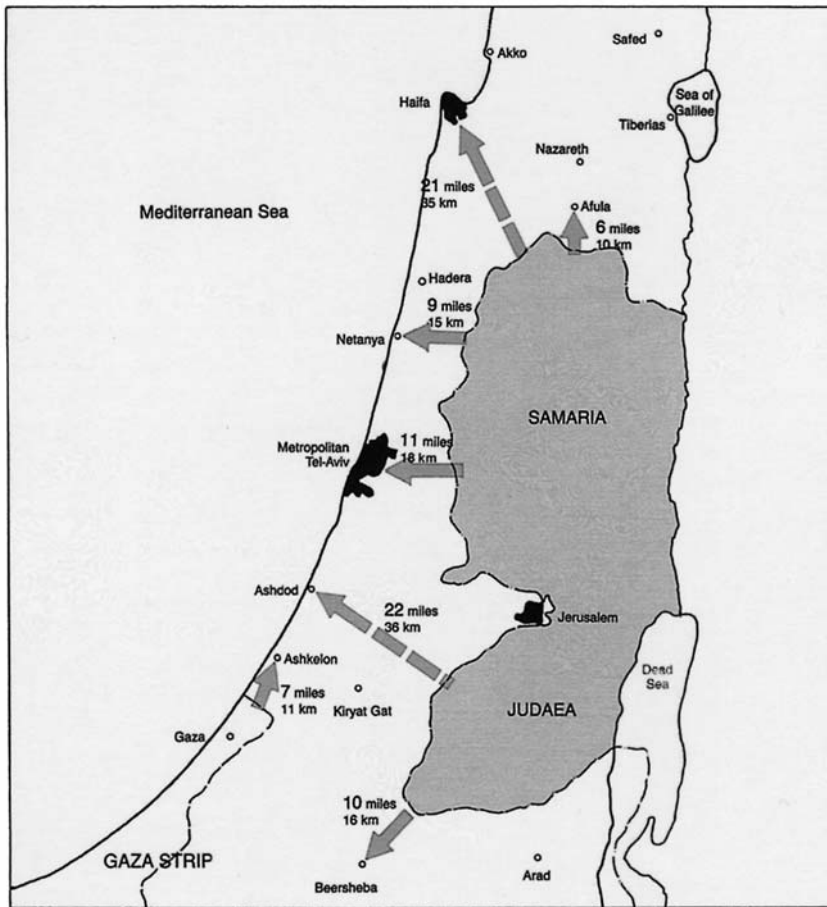 Safed
Akko
Sea of
Galilee
Haifa
Tiberias
Nazareth
21 miles
35 km
Mediterranean Sea
Afula
6 miles
10 km
Hadera
9 miles
15 km
Netanya
SAMARIA
Metropolitan
Tel-Aviv
11 miles
18 km
Ashdod
22 miles
36 km
Jerusalem
Ashkelon
Dead
Sea
7 miles
11 km
Kiryat Gat
JUDAEA
Gaza
10 miles
16 km
GAZA STRIP
Beersheba
Arad